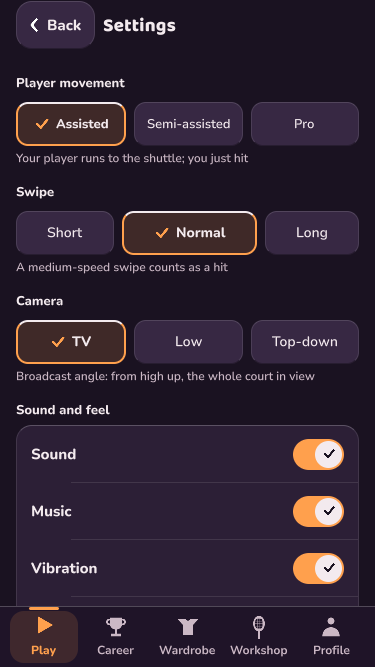 Back
Settings
Player movement
Assisted
Semi-assisted
Pro
Your player runs to the shuttle; you just hit
Swipe
Short
Normal
Long
A medium-speed swipe counts as a hit
Camera
TV
Low
Top-down
Broadcast angle: from high up, the whole court in view
Sound and feel
Sound
Music
Vibration
Play
Career
Wardrobe
Workshop
Profile